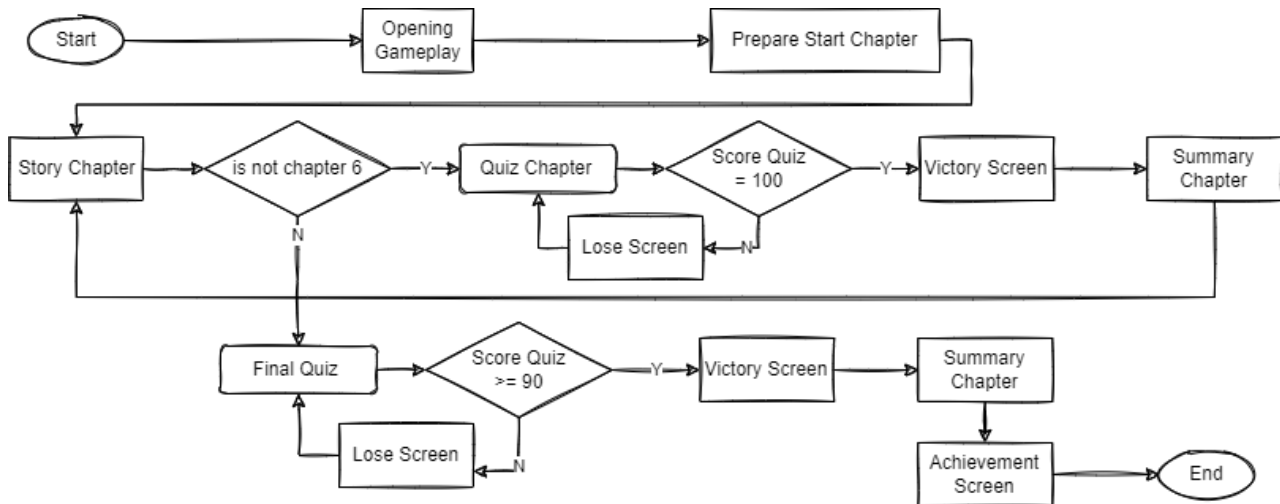 Start
Opening
Gameplay
Prepare Start Chapter
Story Chapter
is not chapter 6
Y
Quiz Chapter
Score Quiz
= 100
Y
Victory Screen
Summary
Chapter
N
Lose Screen
N
Final Quiz
Score Quiz
>= 90
Y
Victory Screen
Summary
Chapter
Lose Screen
N
Achievement
Screen
End